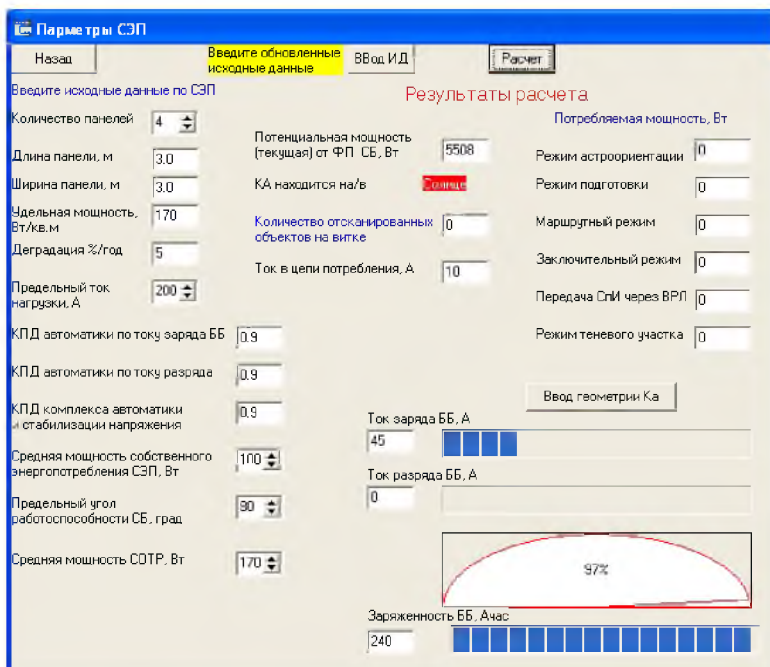 Парметры СЭП
Назад
Введите обновленные
исходные данные
ВВод ИД
Расчет
Введите исходные данные по СЭП
Результаты расчета
Количество панелей
4
Длина панели, м
3.0
Ширина панели, м
3.0
Удельная мощность,
Вт/кв.м
170
Деградация %/год
5
Предельный ток
нагрузки, А
200
КПД автоматики по току заряда ББ
0.9
КПД автоматики по току разряда
0.9
КПД комплекса автоматики
и стабилизации напряжения
0.9
Средняя мощность собственного
энергопотребления СЭП, Вт
100
Предельный угол
работоспособности СБ, град
90
Средняя мощность СОТР, Вт
170
Потенциальная мощность
(текущая) от ФП СБ, Вт
5508
КА находится на/в
Солнце
Количество отсканированных
объектов на витке
0
Ток в цепи потребления, А
10
Потребляемая мощность, Вт
Режим астроориентации
0
Режим подготовки
0
Маршрутный режим
0
Заключительный режим
0
Передача СпИ через ВРЛ
0
Режим теневого участка
0
Ввод геометрии Ка
Ток заряда ББ, А
45
Ток разряда ББ, А
0
97%
Заряженность ББ, Ачас
240